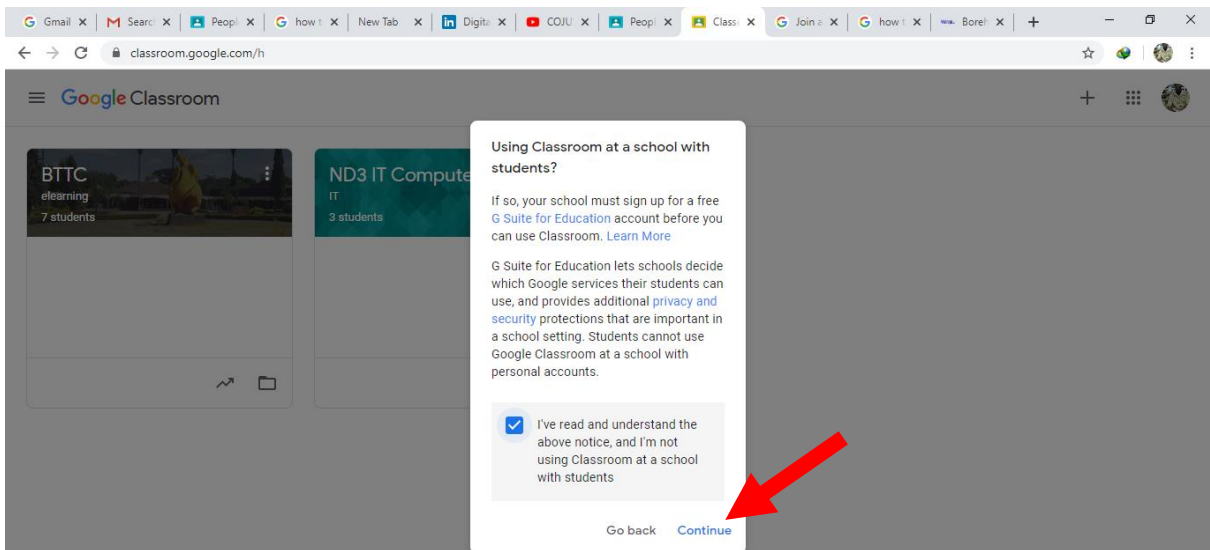 Gmail Searc Peopl how t New Tab Digita COJU Peopl Class Join a how t Boreh
classroom.google.com/h
Google Classroom
BTTC
elearning
7 students
ND3 IT Compute
IT
3 students
Using Classroom at a school with
students?
If so, your school must sign up for a free
G Suite for Education account before you
can use Classroom. Learn More
G Suite for Education lets schools decide
which Google services their students can
use, and provides additional privacy and
security protections that are important in
a school setting. Students cannot use
Google Classroom at a school with
personal accounts.
I've read and understand the
above notice, and I'm not
using Classroom at a school
with students
Go back Continue